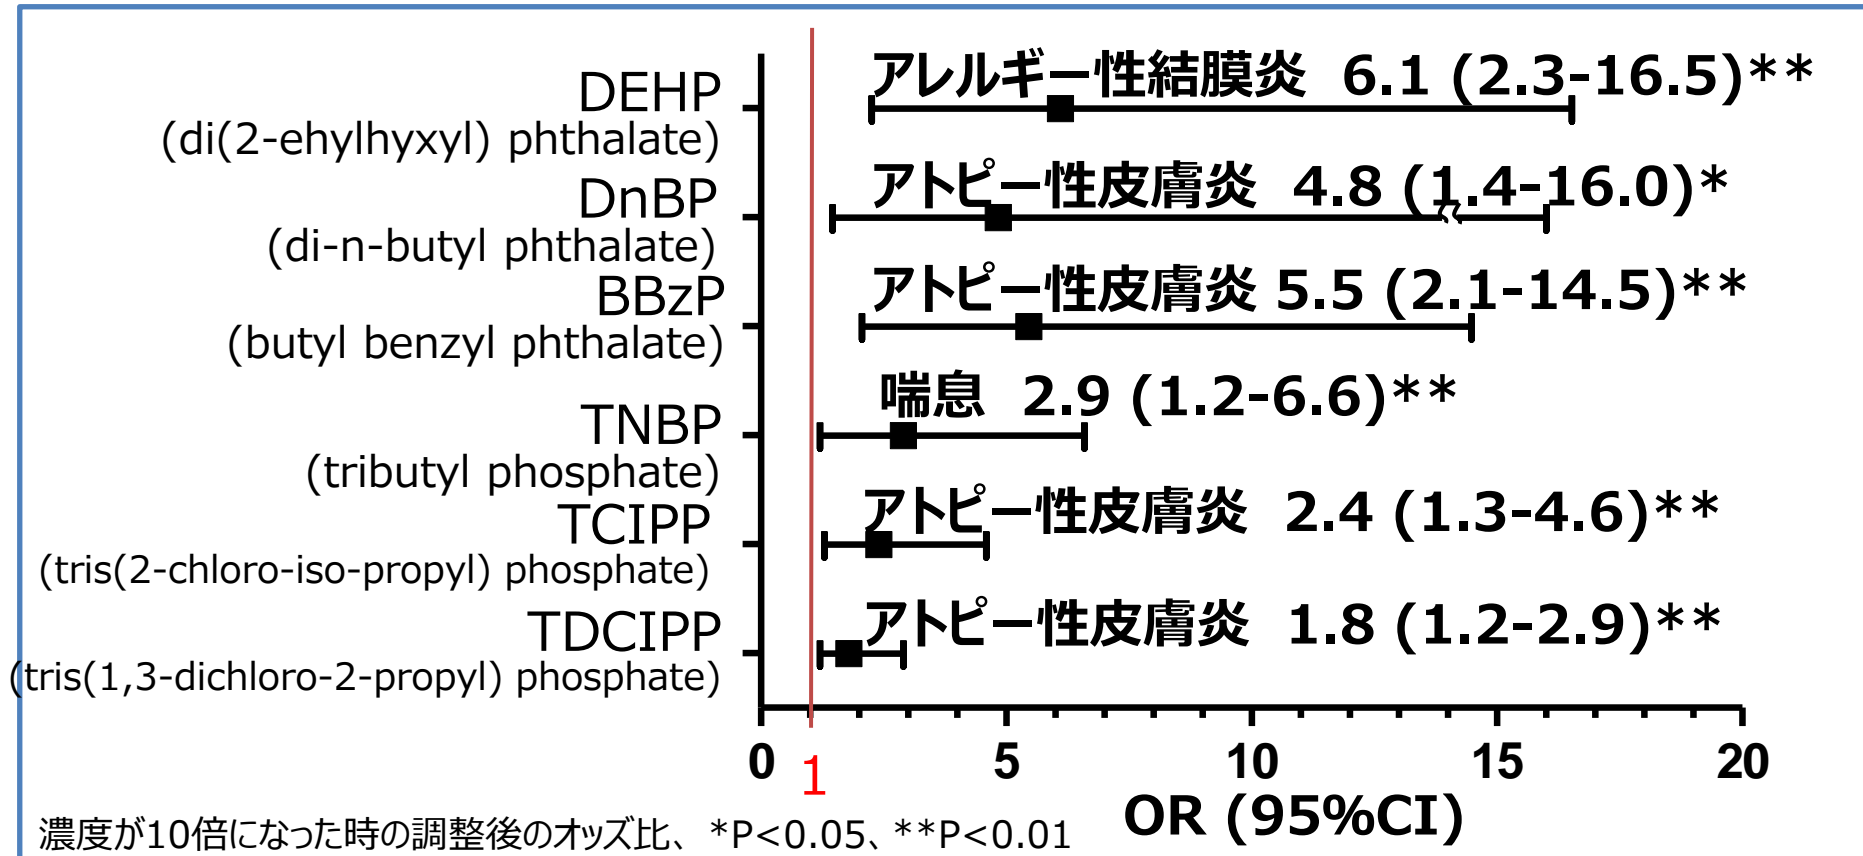 DEHP
(di(2-ehylhyxyl) phthalate)
アレルギー性結膜炎 6.1 (2.3-16.5)**
DnBP
(di-n-butyl phthalate)
アトピー性皮膚炎 4.8 (1.4-16.0)*
BBzP
(butyl benzyl phthalate)
アトピー性皮膚炎 5.5 (2.1-14.5)**
TNBP
(tributyl phosphate)
喘息 2.9 (1.2-6.6)**
TCIPP
(tris(2-chloro-iso-propyl) phosphate)
アトピー性皮膚炎 2.4 (1.3-4.6)**
TDCIPP
(tris(1,3-dichloro-2-propyl) phosphate)
アトピー性皮膚炎 1.8 (1.2-2.9)**
0 1 5 10 15 20
OR (95%CI)
濃度が10倍になった時の調整後のオッズ比、*P<0.05、**P<0.01